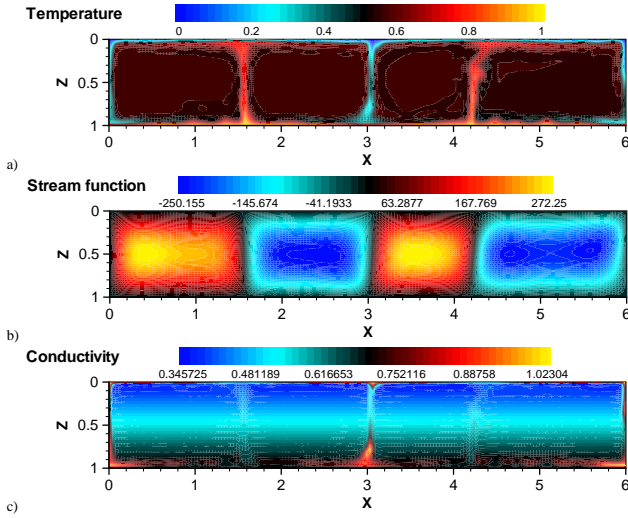 Temperature
0 0.2 0.4 0.6 0.8 1
0
0.5
1
Z
0 1 2 3 4 5 6
X
a)
Stream function
-250.155 -145.674 -41.1933 63.2877 167.769 272.25
0
0.5
1
Z
0 1 2 3 4 5 6
X
b)
Conductivity
0.345725 0.481189 0.616653 0.752116 0.88758 1.02304
0
0.5
1
Z
0 1 2 3 4 5 6
X
c)